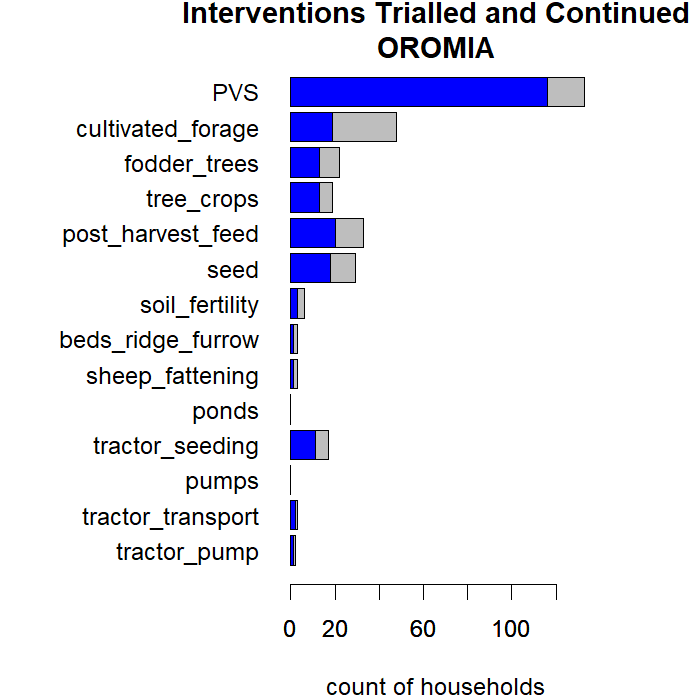 Interventions Trialled and Continued
OROMIA
PVS
cultivated_forage
fodder_trees
tree_crops
post_harvest_feed
seed
soil_fertility
beds_ridge_furrow
sheep_fattening
ponds
tractor_seeding
pumps
tractor_transport
tractor_pump
0 20 60 100
count of households